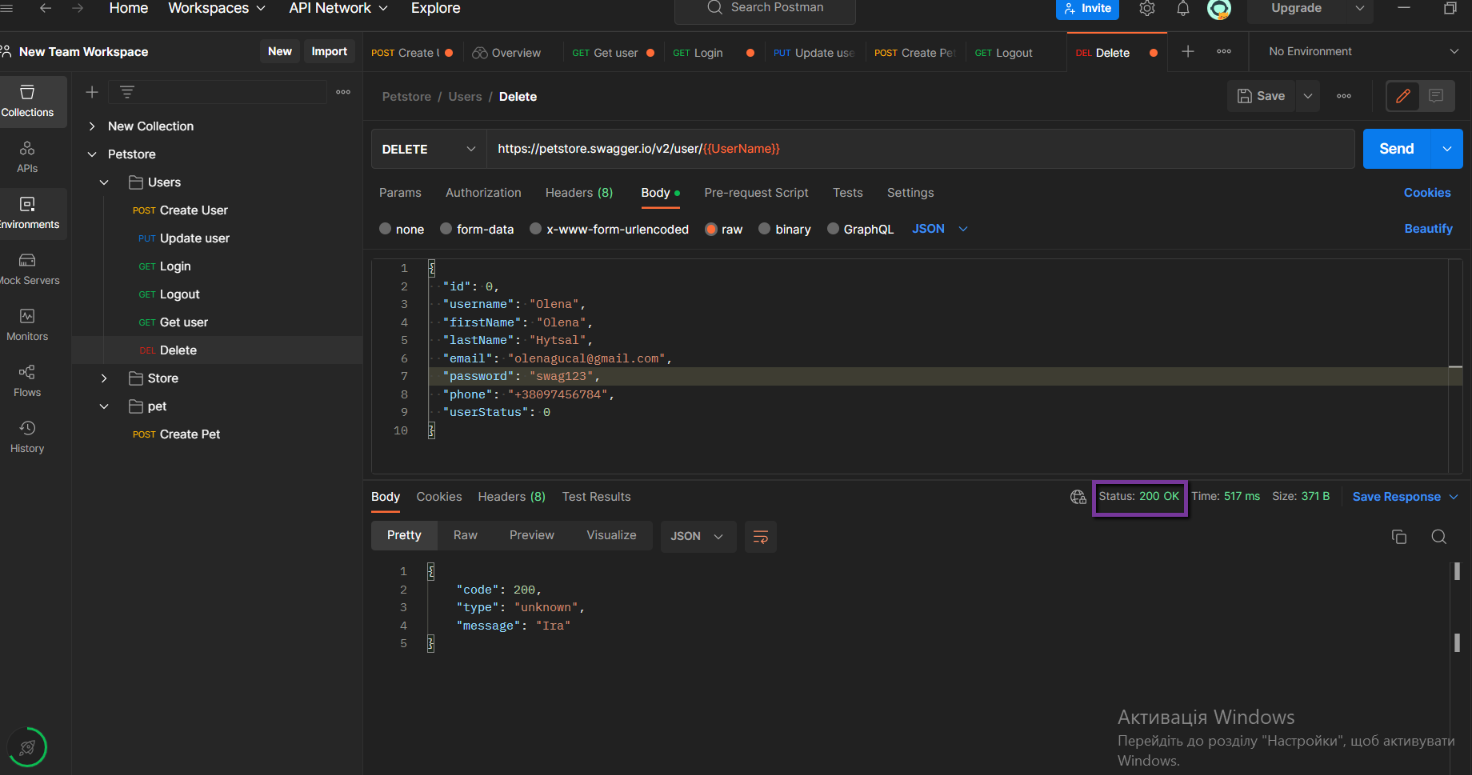 Home Workspaces API Network Explore Search Postman Invite Upgrade
New Team Workspace New Import
POST Create Overview GET Get user GET Login PUT Update use POST Create Pet GET Logout DEL Delete No Environment
Collections
APIs
Environments
Mock Servers
Monitors
Flows
History
New Collection
Petstore
Users
POST Create User
PUT Update user
GET Login
GET Logout
GET Get user
DEL Delete
Store
pet
POST Create Pet
Petstore / Users / Delete Save
DELETE https://petstore.swagger.io/v2/user/{{UserName}} Send
Params Authorization Headers (8) Body Pre-request Script Tests Settings Cookies
none form-data x-www-form-urlencoded raw binary GraphQL JSON Beautify
1 {
2 "id": 0,
3 "username": "Olena",
4 "firstName": "Olena",
5 "lastName": "Hytsal",
6 "email": "olenagucal@gmail.com",
7 "password": "swag123",
8 "phone": "+38097456784",
9 "userStatus": 0
10 }
Body Cookies Headers (8) Test Results Status: 200 OK Time: 517 ms Size: 371 B Save Response
Pretty Raw Preview Visualize JSON
1 {
2 "code": 200,
3 "type": "unknown",
4 "message": "Ira"
5 }
Активація Windows
Перейдіть до розділу "Настройки", щоб активувати
Windows.